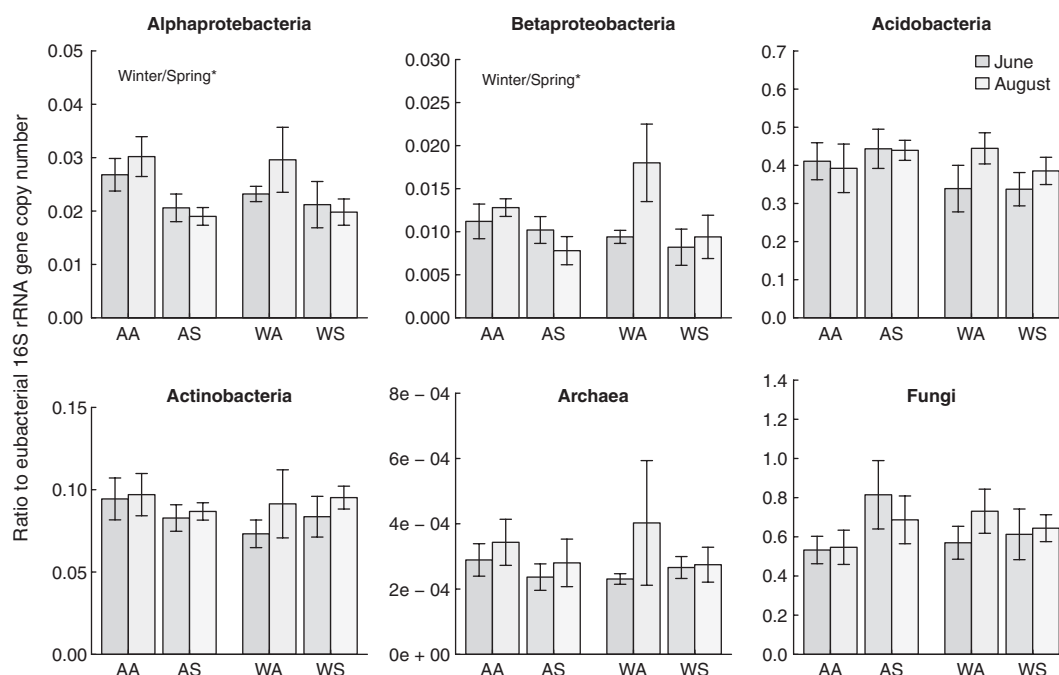 Ratio to eubacterial 16S rRNA gene copy number
Alphaprotebacteria
0.05
0.04
0.03
0.02
0.01
0.00
Winter/Spring*
AA AS WA WS
Betaproteobacteria
0.030
0.025
0.020
0.015
0.010
0.005
0.000
Winter/Spring*
AA AS WA WS
Acidobacteria
0.7
0.6
0.5
0.4
0.3
0.2
0.1
0.0
June
August
AA AS WA WS
Actinobacteria
0.15
0.10
0.05
0.00
AA AS WA WS
Archaea
8e – 04
6e – 04
4e – 04
2e – 04
0e + 00
AA AS WA WS
Fungi
1.4
1.2
1.0
0.8
0.6
0.4
0.2
0.0
AA AS WA WS